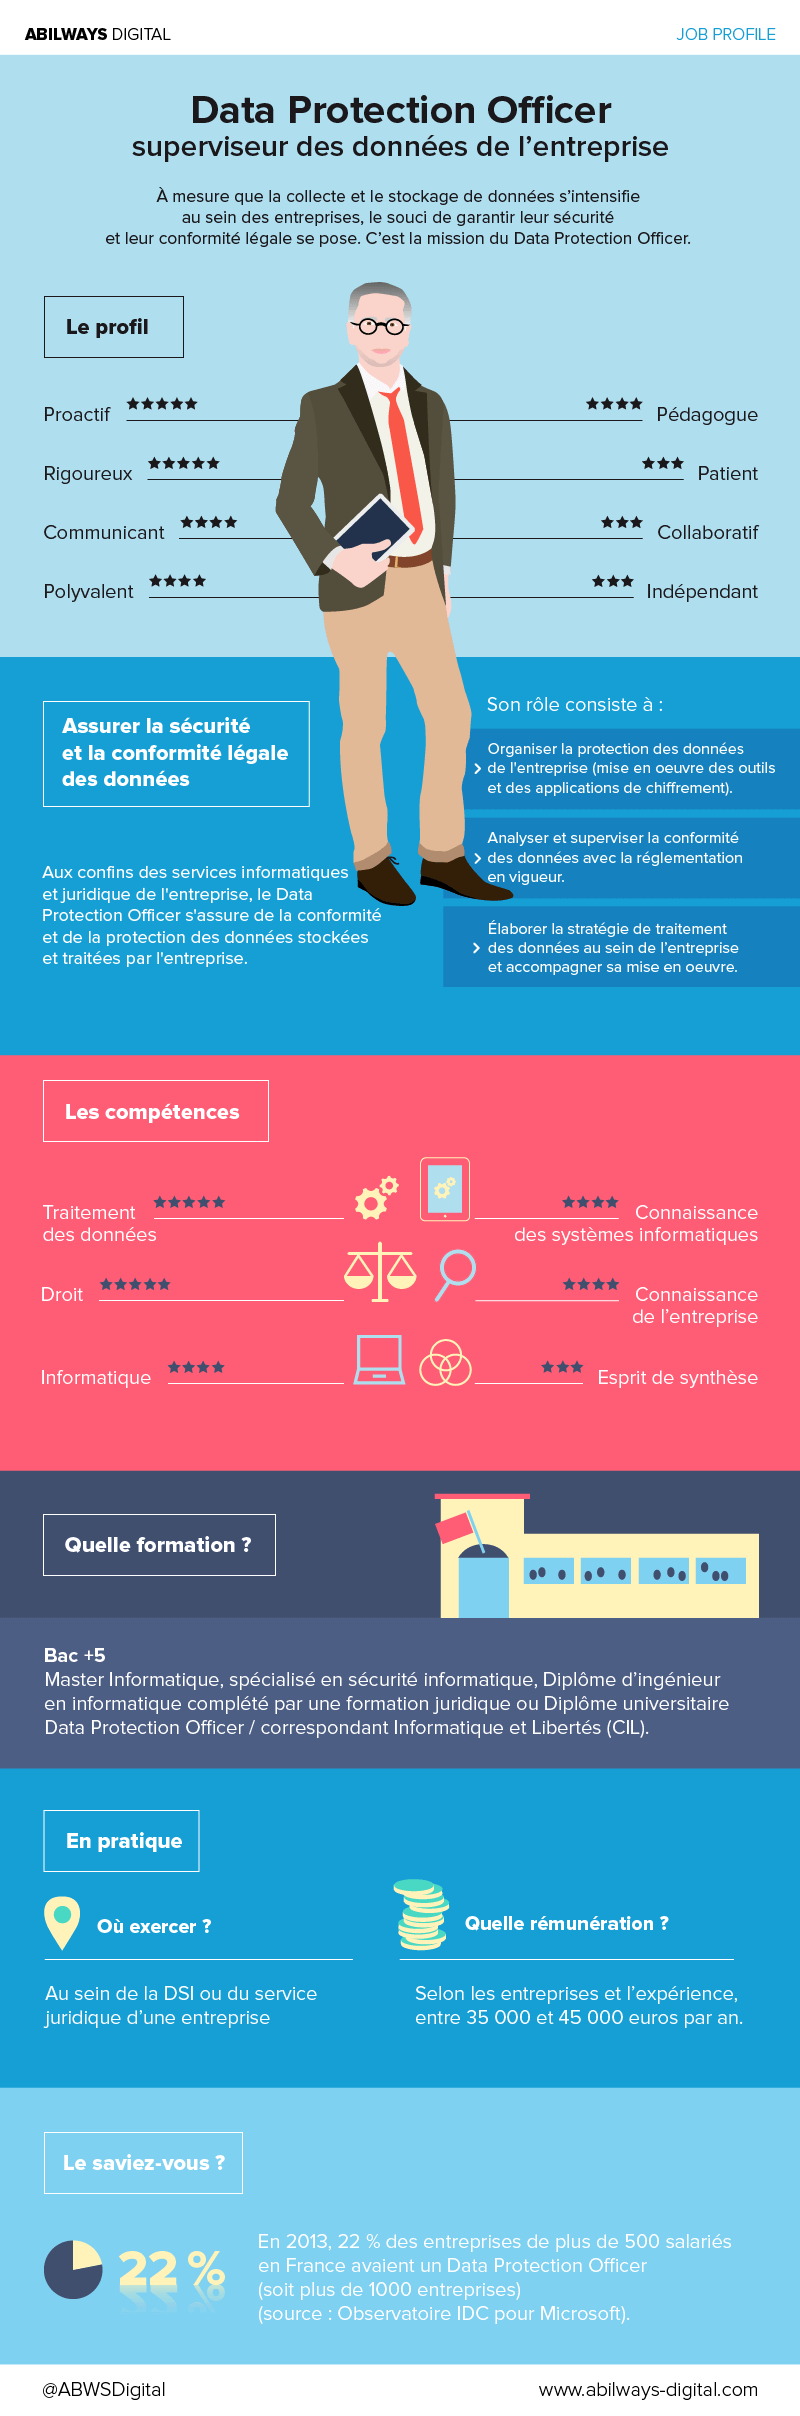 ABILWAYS DIGITAL
JOB PROFILE
Data Protection Officer
superviseur des données de l'entreprise
À mesure que la collecte et le stockage de données s'intensifie
au sein des entreprises, le souci de garantir leur sécurité
et leur conformité légale se pose. C'est la mission du Data Protection Officer.
Le profil
Proactif ★★★★★
★★★★ Pédagogue
Rigoureux ★★★★★
★★★ Patient
Communicant ★★★★
★★★ Collaboratif
Polyvalent ★★★★
★★★ Indépendant
Assurer la sécurité
et la conformité légale
des données
Aux confins des services informatiques
et juridique de l'entreprise, le Data
Protection Officer s'assure de la conformité
et de la protection des données stockées
et traitées par l'entreprise.
Son rôle consiste à :
Organiser la protection des données
> de l'entreprise (mise en oeuvre des outils
et des applications de chiffrement).
Analyser et superviser la conformité
> des données avec la réglementation
en vigueur.
Élaborer la stratégie de traitement
> des données au sein de l'entreprise
et accompagner sa mise en oeuvre.
Les compétences
Traitement ★★★★★
des données
★★★★ Connaissance
des systèmes informatiques
Droit ★★★★★
★★★★ Connaissance
de l'entreprise
Informatique ★★★★
★★★ Esprit de synthèse
Quelle formation ?
Bac +5
Master Informatique, spécialisé en sécurité informatique, Diplôme d'ingénieur
en informatique complété par une formation juridique ou Diplôme universitaire
Data Protection Officer / correspondant Informatique et Libertés (CIL).
En pratique
Où exercer ?
Au sein de la DSI ou du service
juridique d'une entreprise
Quelle rémunération ?
Selon les entreprises et l'expérience,
entre 35 000 et 45 000 euros par an.
Le saviez-vous ?
22 %
En 2013, 22 % des entreprises de plus de 500 salariés
en France avaient un Data Protection Officer
(soit plus de 1000 entreprises)
(source : Observatoire IDC pour Microsoft).
@ABWSDigital
www.abilways-digital.com